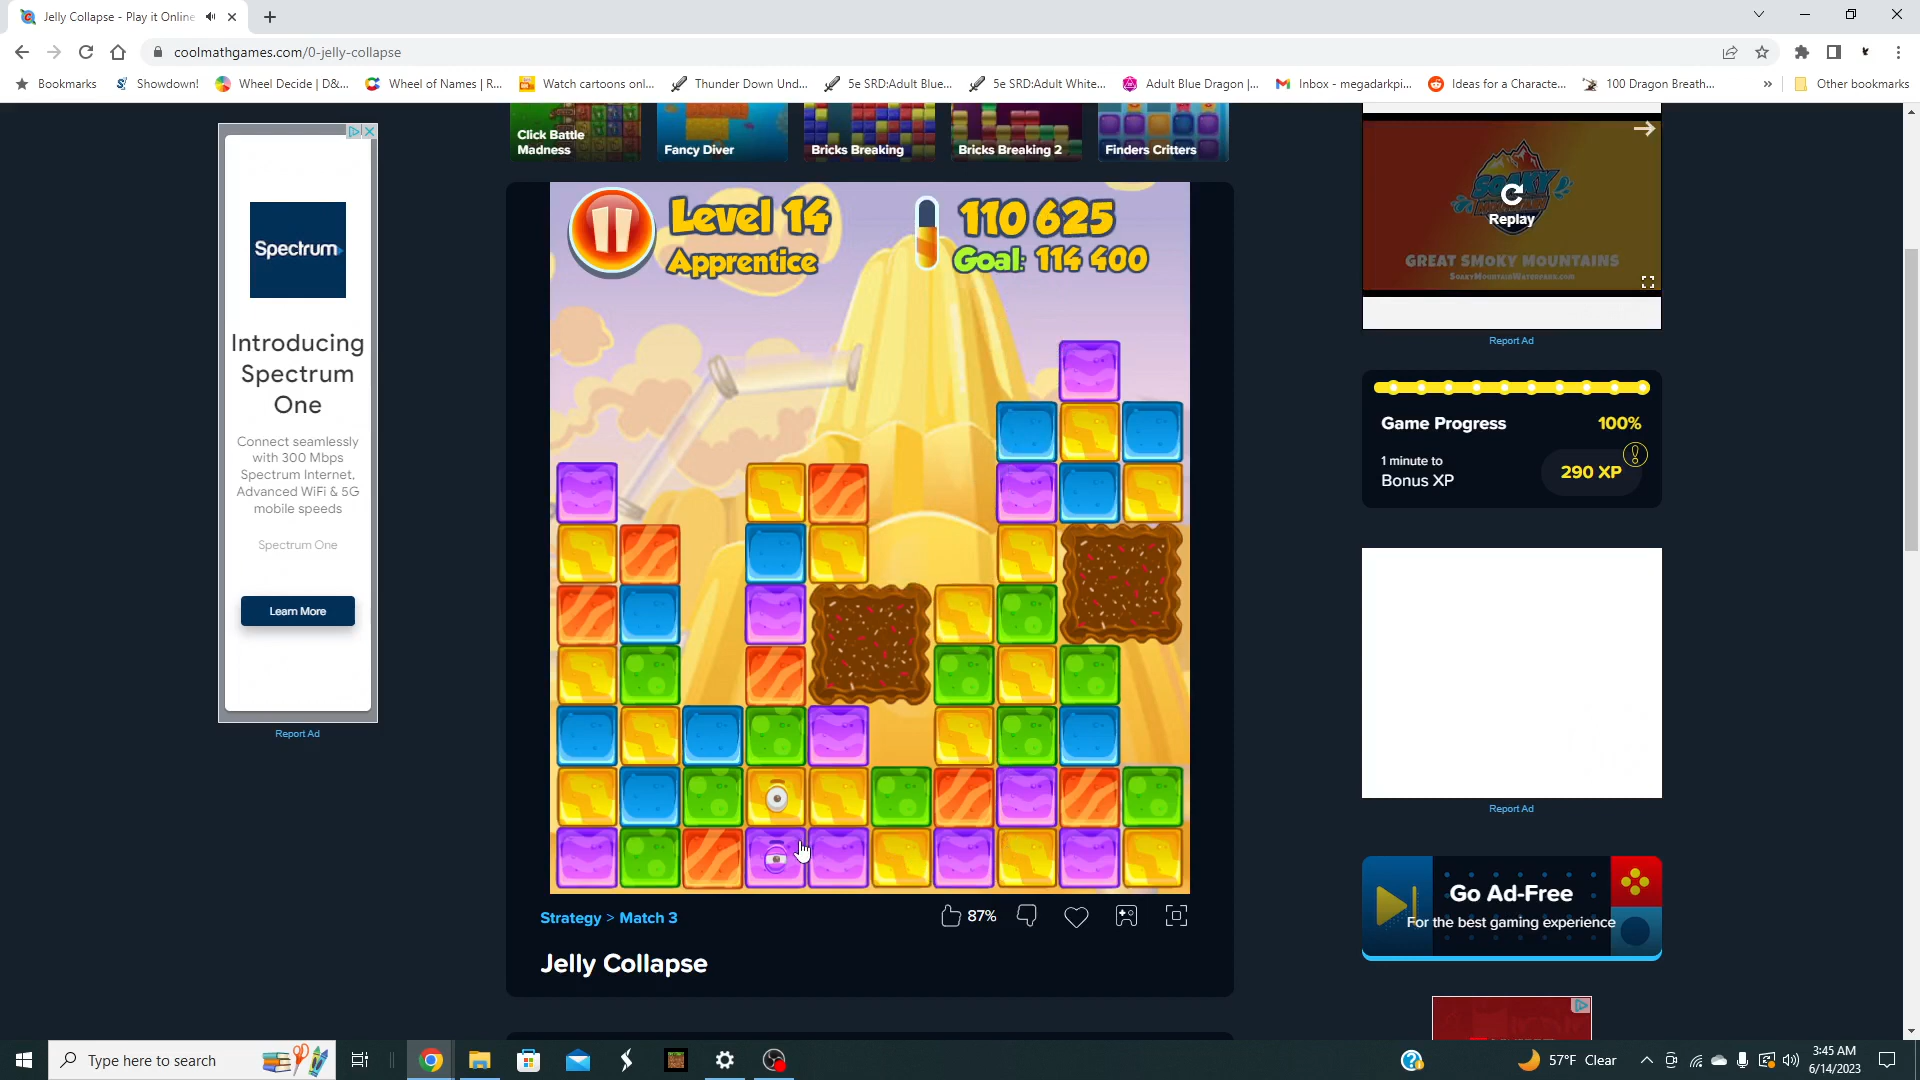 Jelly Collapse - Play it Online
coolmathgames.com/0-jelly-collapse
Bookmarks
Showdown!
Wheel Decide | D&...
Wheel of Names | R...
Watch cartoons onl...
Thunder Down Und...
5e SRD:Adult Blue...
5e SRD:Adult White...
Adult Blue Dragon |...
Inbox - megadarkpi...
Ideas for a Characte...
100 Dragon Breath...
Other bookmarks
Click Battle
Madness
Fancy Diver
Bricks Breaking
Bricks Breaking 2
Finders Critters
Spectrum
Introducing
Spectrum
One
Connect seamlessly
with 300 Mbps
Spectrum Internet,
Advanced WiFi & 5G
mobile speeds
Spectrum One
Learn More
Report Ad
Level 14
Apprentice
110 625
Goal: 114 400
Strategy > Match 3
87%
Jelly Collapse
Replay
GREAT SMOKY MOUNTAINS
SoakyMountainWaterpark.com
Report Ad
Game Progress
100%
1 minute to
Bonus XP
290 XP
Report Ad
Go Ad-Free
For the best gaming experience
Type here to search
57°F Clear
3:45 AM
6/14/2023